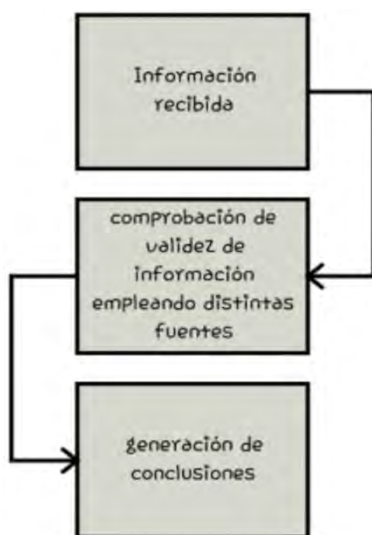 Información
recibida
comprobación de
validez de
información
empleando distintas
fuentes
generación de
conclusiones